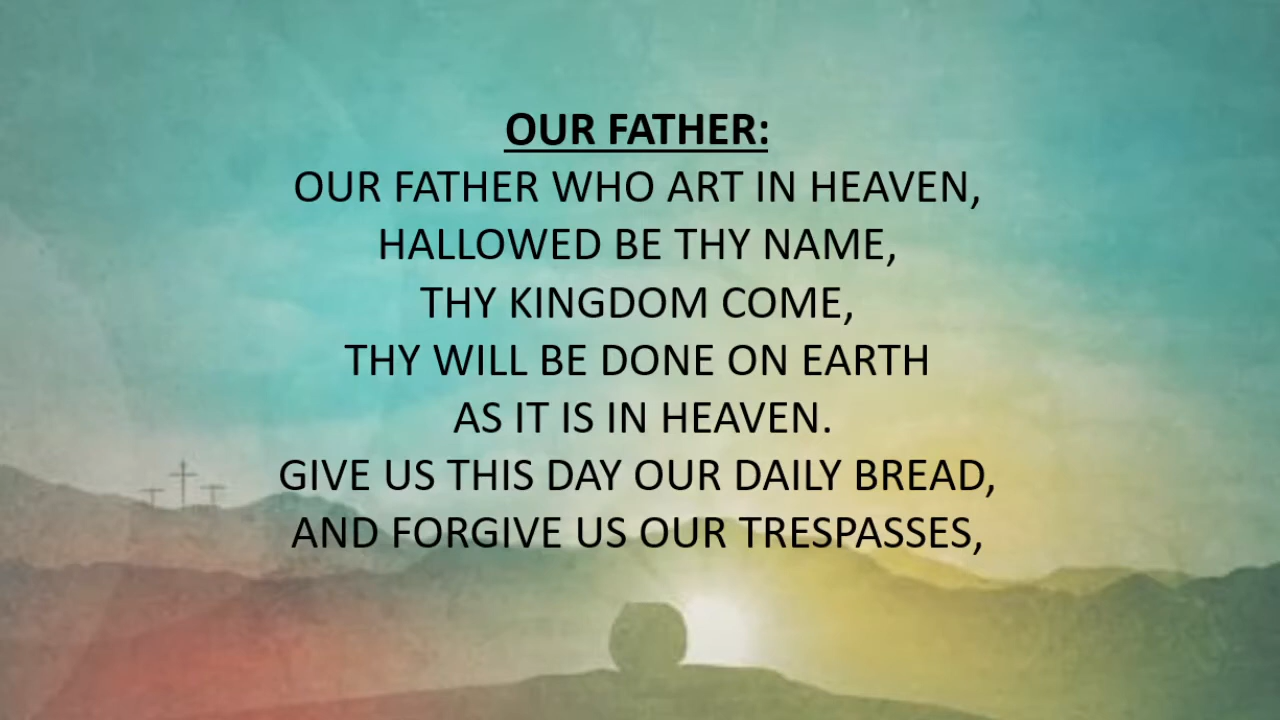 OUR FATHER:
OUR FATHER WHO ART IN HEAVEN,
HALLOWED BE THY NAME,
THY KINGDOM COME,
THY WILL BE DONE ON EARTH
AS IT IS IN HEAVEN.
GIVE US THIS DAY OUR DAILY BREAD,
AND FORGIVE US OUR TRESPASSES,